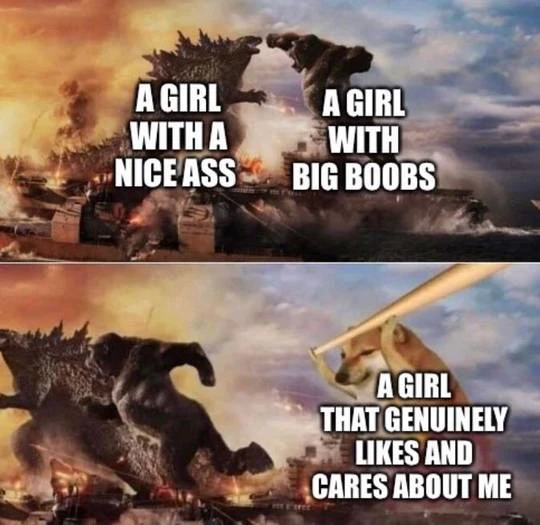 A GIRL
WITH A
NICE ASS
A GIRL
WITH
BIG BOOBS
A GIRL
THAT GENUINELY
LIKES AND
CARES ABOUT ME